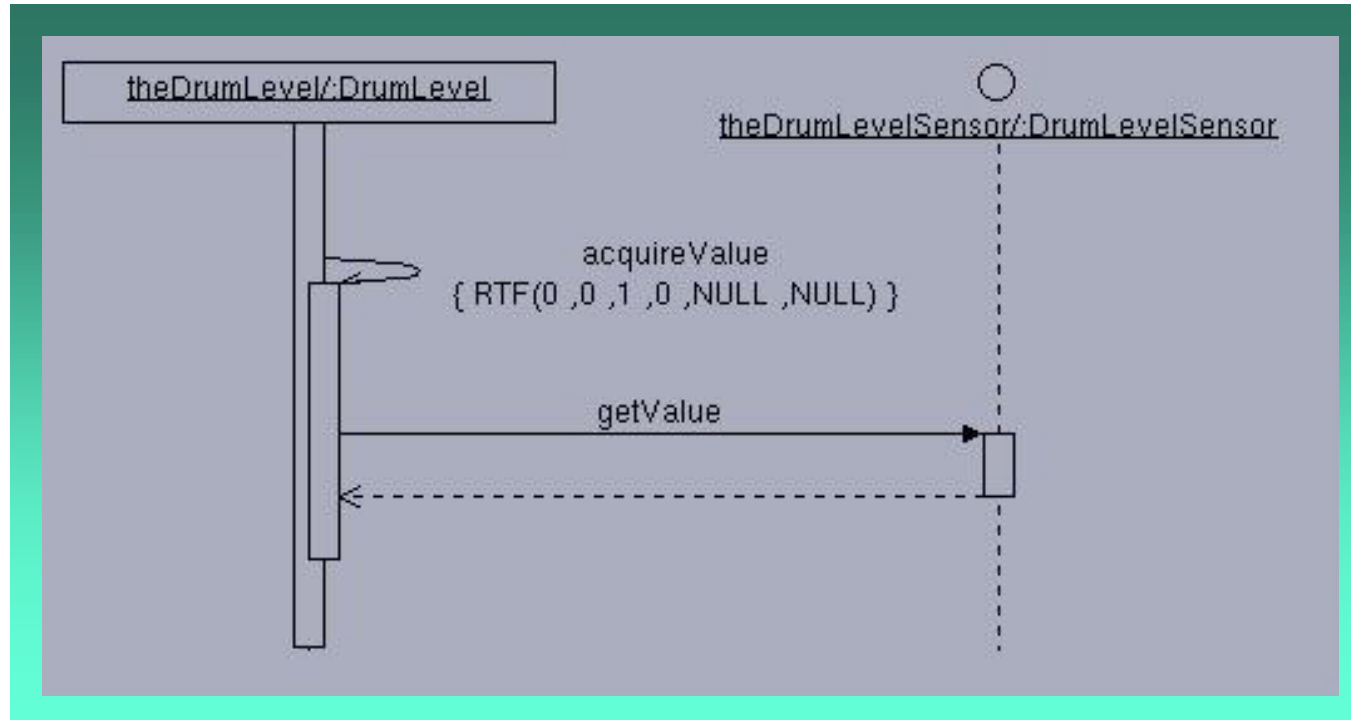 theDrumLevel/:DrumLevel
theDrumLevelSensor/:DrumLevelSensor
acquireValue
{ RTF(0 ,0 ,1 ,0 ,NULL ,NULL) }
getValue